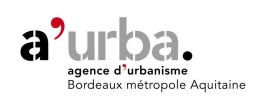 a'urba.
agence d'urbanisme
Bordeaux métropole Aquitaine